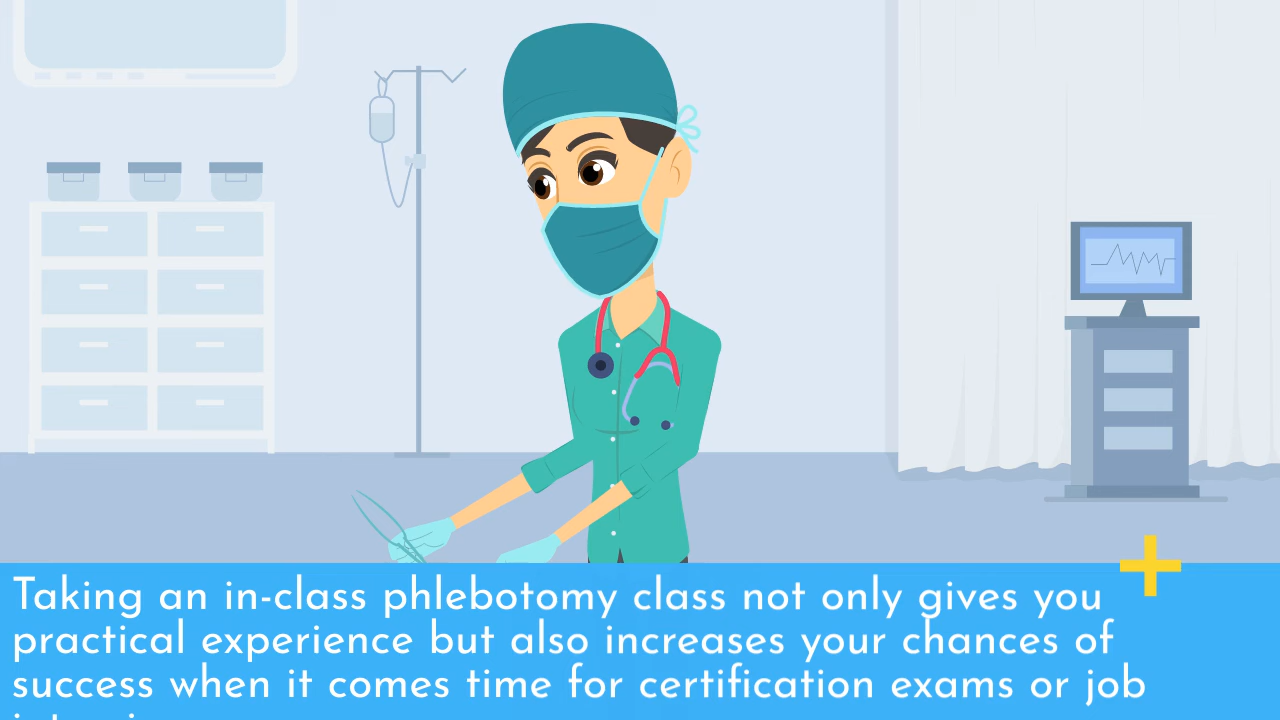 Taking an in-class phlebotomy class not only gives you
practical experience but also increases your chances of
success when it comes time for certification exams or job